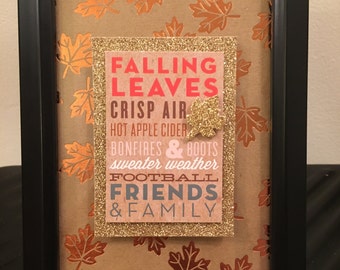 FALLING
LEAVES
CRISP AIR
HOT APPLE CIDER
BONFIRES & BOOTS
sweater weather
FOOTBALL
FRIENDS
& FAMILY